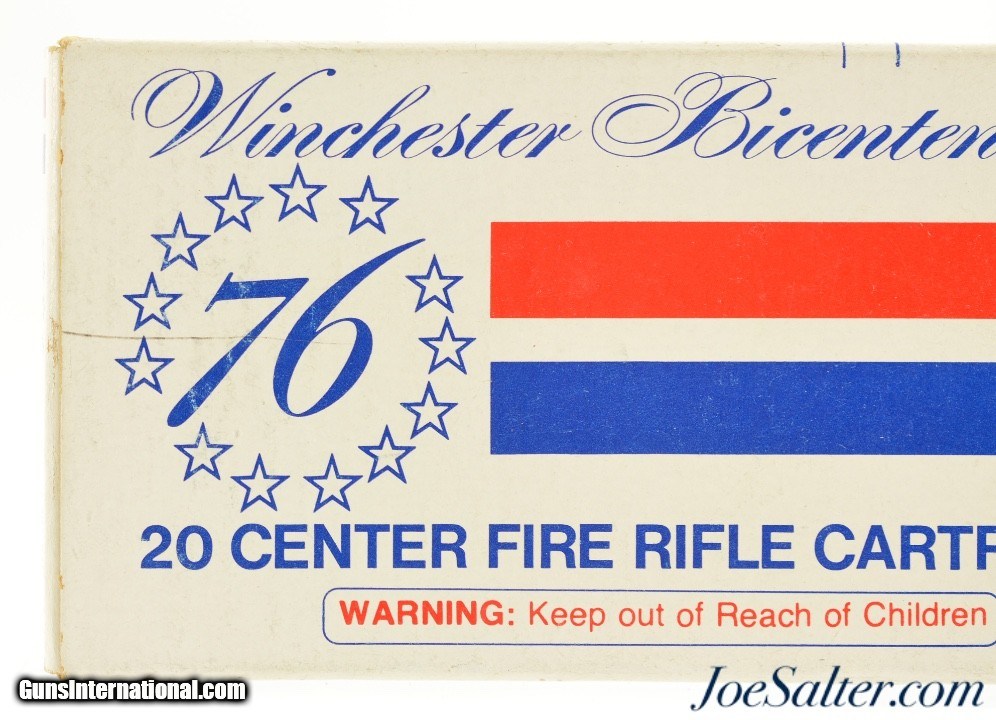 Winchester Bicenten
76
20 CENTER FIRE RIFLE CARTR
WARNING: Keep out of Reach of Children
GunsInternational.com
JoeSalter.com